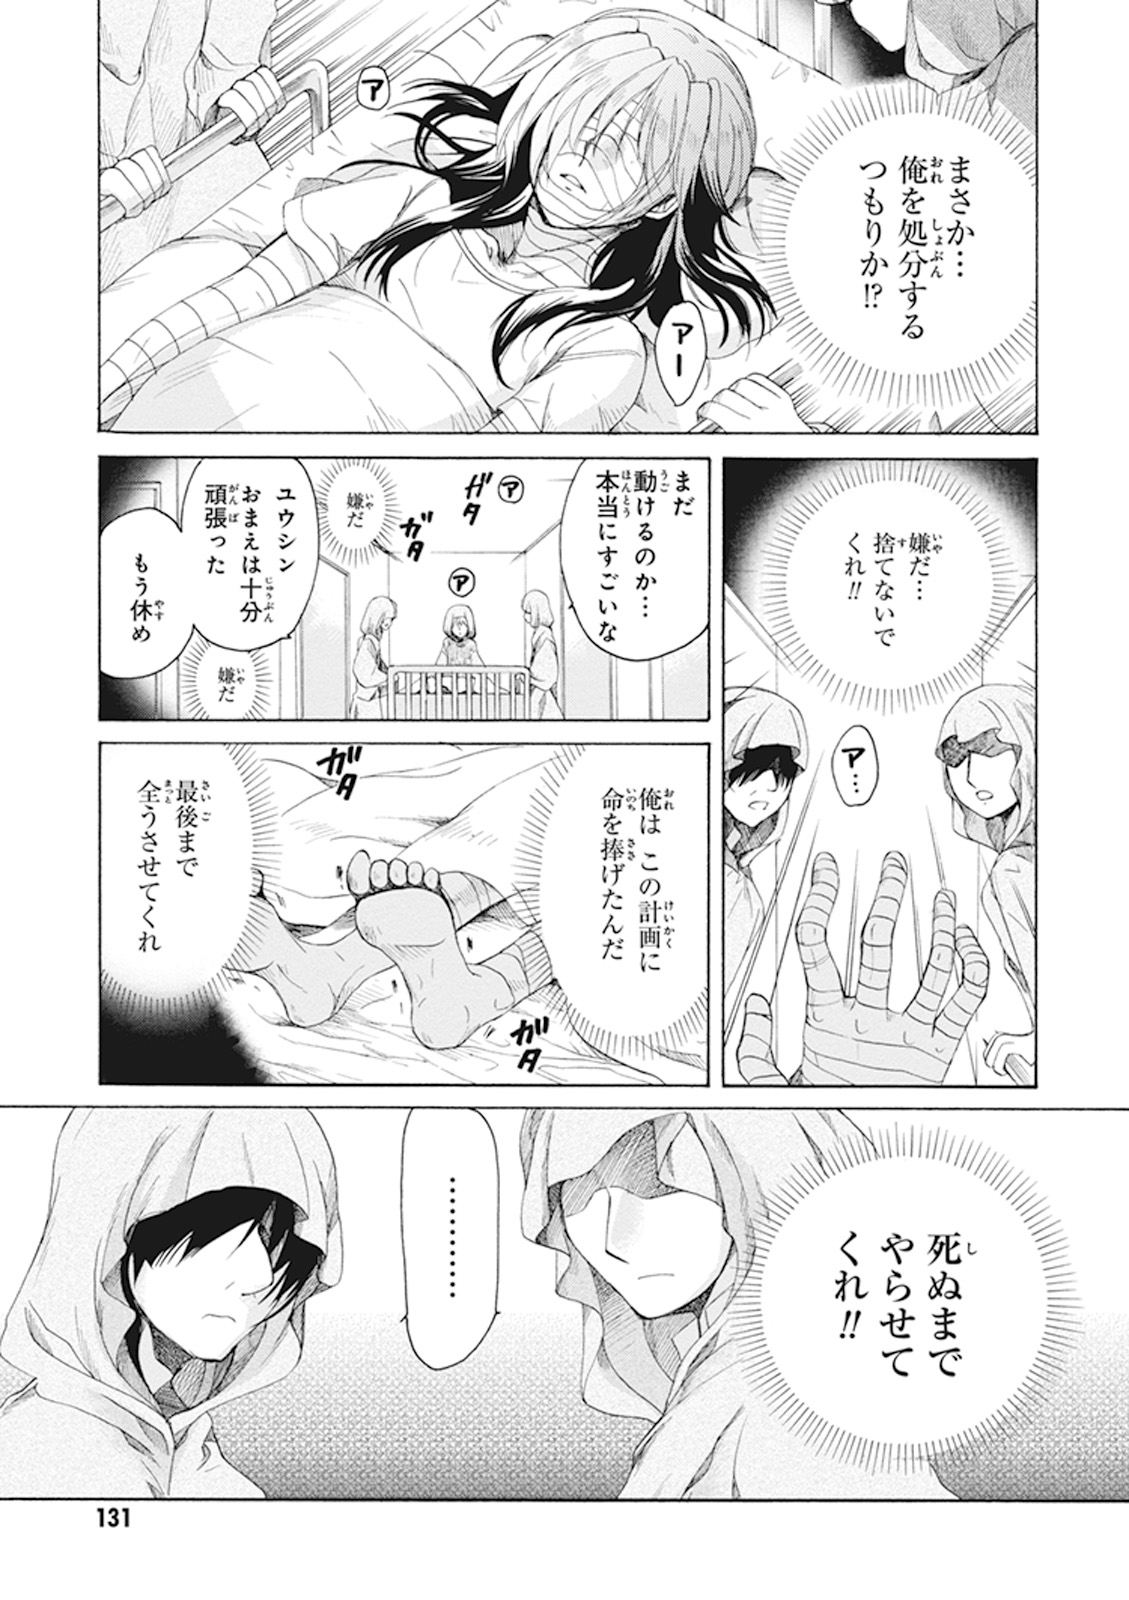 まさか…
俺を処分する
つもりか!?
ア
アー
嫌だ…
捨てないで
くれ!!
ア…
まだ
動けるのか…
本当にすごいな
ア
ア
ガタ
ガタ
嫌だ
ユウシン
おまえは十分
頑張った
もう休め
嫌だ
俺は この計画に
命を捧げたんだ
ガタ
ガタ
最後まで
全うさせてくれ
死ぬまで
やらせて
くれ!!
…………
131